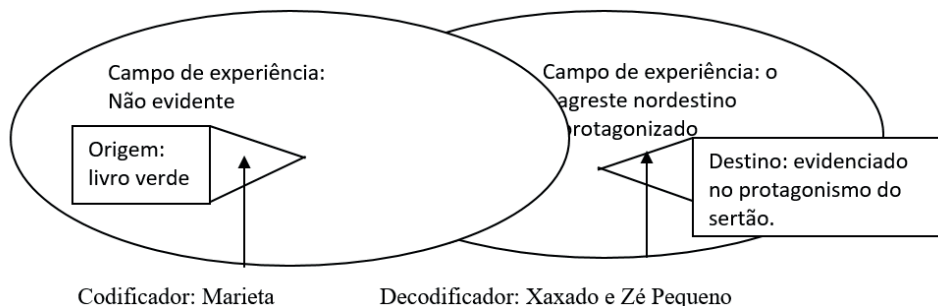 Campo de experiência:
Não evidente
Origem:
livro verde
Campo de experiência: o
agreste nordestino
protagonizado
Destino: evidenciado
no protagonismo do
sertão.
Codificador: Marieta
Decodificador: Xaxado e Zé Pequeno